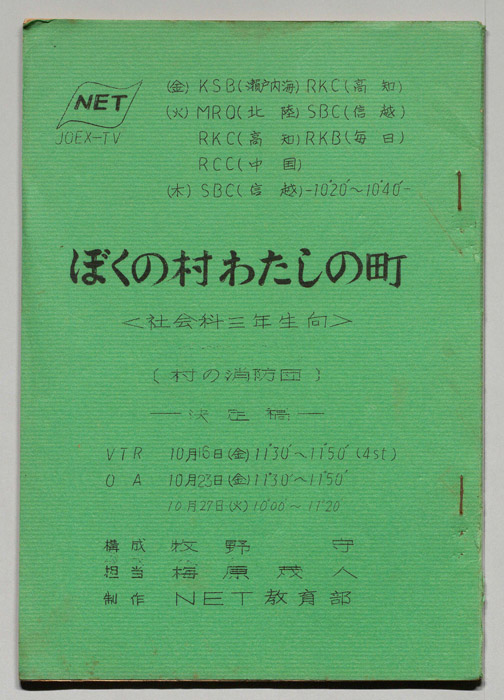 NET
JOEX-TV
(金) KSB(瀬戸内海) RKC(高知)
(火) MRO(北陸) SBC(信越)
RKC(高知) RKB(毎日)
RCC(中国)
(木) SBC(信越)-10°20'~10°40'-
ぼくの村わたしの町
<社会科三年生向>
〔村の消防団〕
—決定稿—
VTR 10月16日(金)11°30'~11°50'(4st)
OA 10月23日(金)11°30'~11°50'
10月27日(火)10°00'~11°20'
構成 牧野 守
担当 梅原茂人
制作 NET教育部